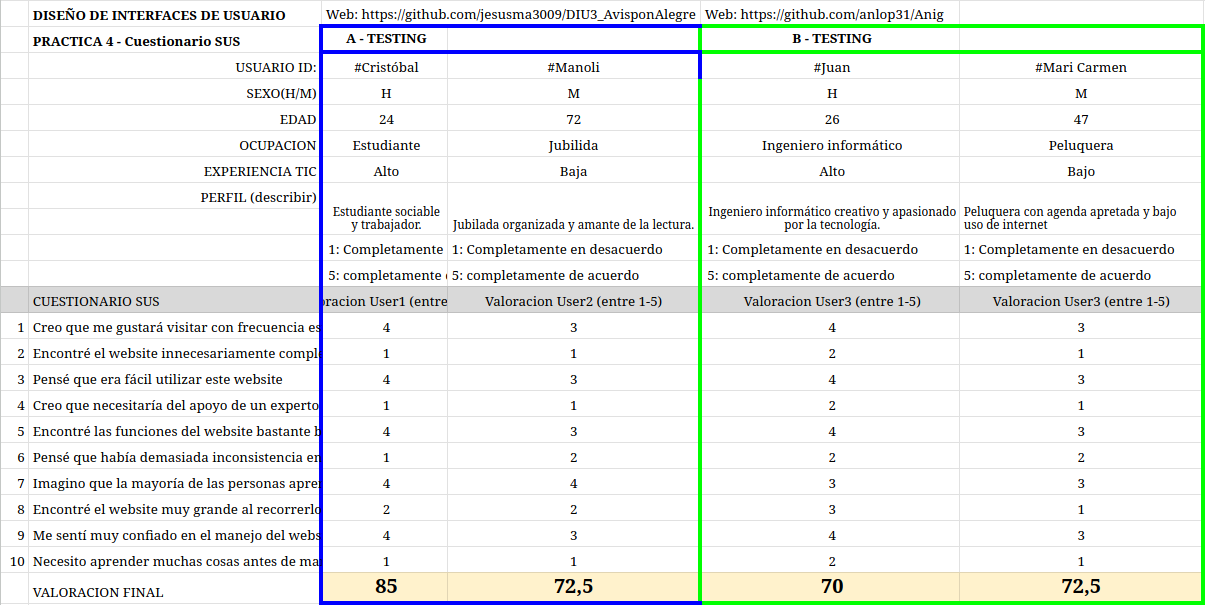 DISEÑO DE INTERFACES DE USUARIO Web: https://github.com/jesusma3009/DIU3_AvisponAlegre Web: https://github.com/anlop31/Anig
PRACTICA 4 - Cuestionario SUS A - TESTING B - TESTING
USUARIO ID: #Cristóbal #Manoli #Juan #Mari Carmen
SEXO(H/M) H M H M
EDAD 24 72 26 47
OCUPACION Estudiante Jubilida Ingeniero informático Peluquera
EXPERIENCIA TIC Alto Baja Alto Bajo
PERFIL (describir)
Estudiante sociable Ingeniero informático creativo y apasionado Peluquera con agenda apretada y bajo
y trabajador. Jubilada organizada y amante de la lectura. por la tecnología. uso de internet
1: Completamente 1: Completamente en desacuerdo 1: Completamente en desacuerdo 1: Completamente en desacuerdo
5: completamente 5: completamente de acuerdo 5: completamente de acuerdo 5: completamente de acuerdo
CUESTIONARIO SUS User1 (entre Valoracion User2 (entre 1-5) Valoracion User3 (entre 1-5) Valoracion User3 (entre 1-5)
1 Creo que me gustará visitar con frecuencia 4 3 4 3
2 Encontré el website innecesariamente 1 1 2 1
3 Pensé que era fácil utilizar este website 4 3 4 3
4 Creo que necesitaría del apoyo de un experto 1 1 2 1
5 Encontré las funciones del website bastante 4 3 4 3
6 Pensé que había demasiada inconsistencia 1 2 2 2
7 Imagino que la mayoría de las personas 4 4 3 3
8 Encontré el website muy grande al 2 2 3 1
9 Me sentí muy confiado en el manejo del 4 3 4 3
10 Necesito aprender muchas cosas antes de 1 1 2 1
VALORACION FINAL 85 72,5 70 72,5